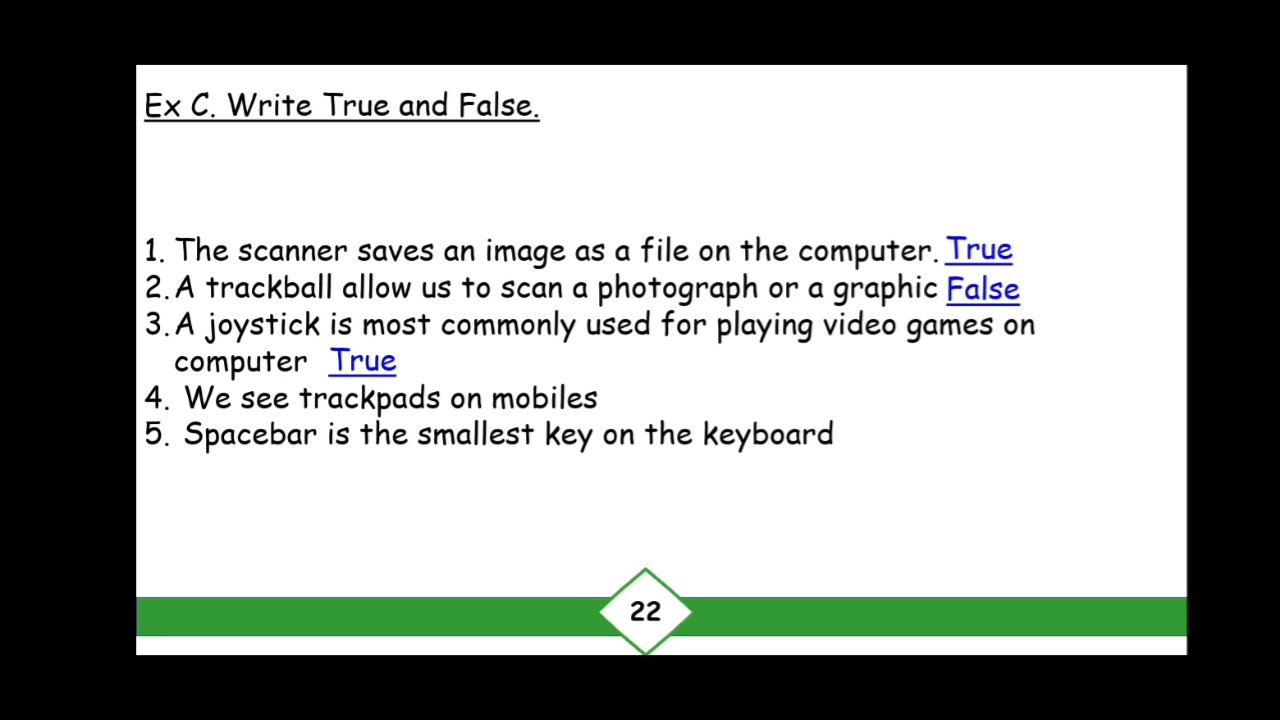 Ex C. Write True and False.
1. The scanner saves an image as a file on the computer. True
2. A trackball allow us to scan a photograph or a graphic False
3. A joystick is most commonly used for playing video games on
computer True
4. We see trackpads on mobiles
5. Spacebar is the smallest key on the keyboard
22